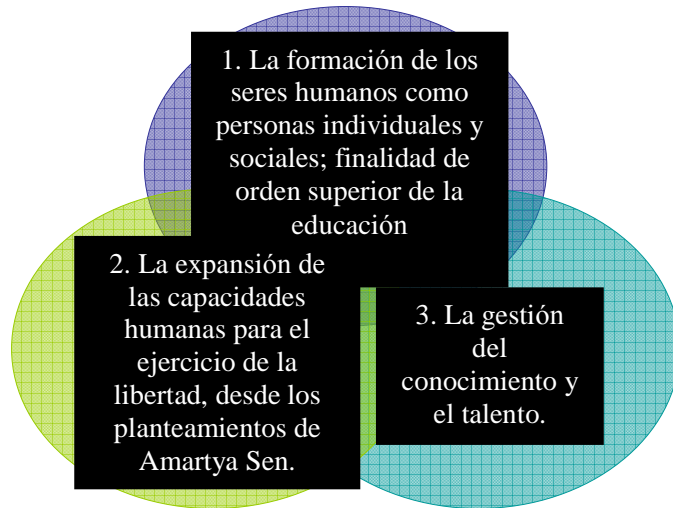 1. La formación de los
seres humanos como
personas individuales y
sociales; finalidad de
orden superior de la
educación
2. La expansión de
las capacidades
humanas para el
ejercicio de la
libertad, desde los
planteamientos de
Amartya Sen.
3. La gestión
del
conocimiento y
el talento.